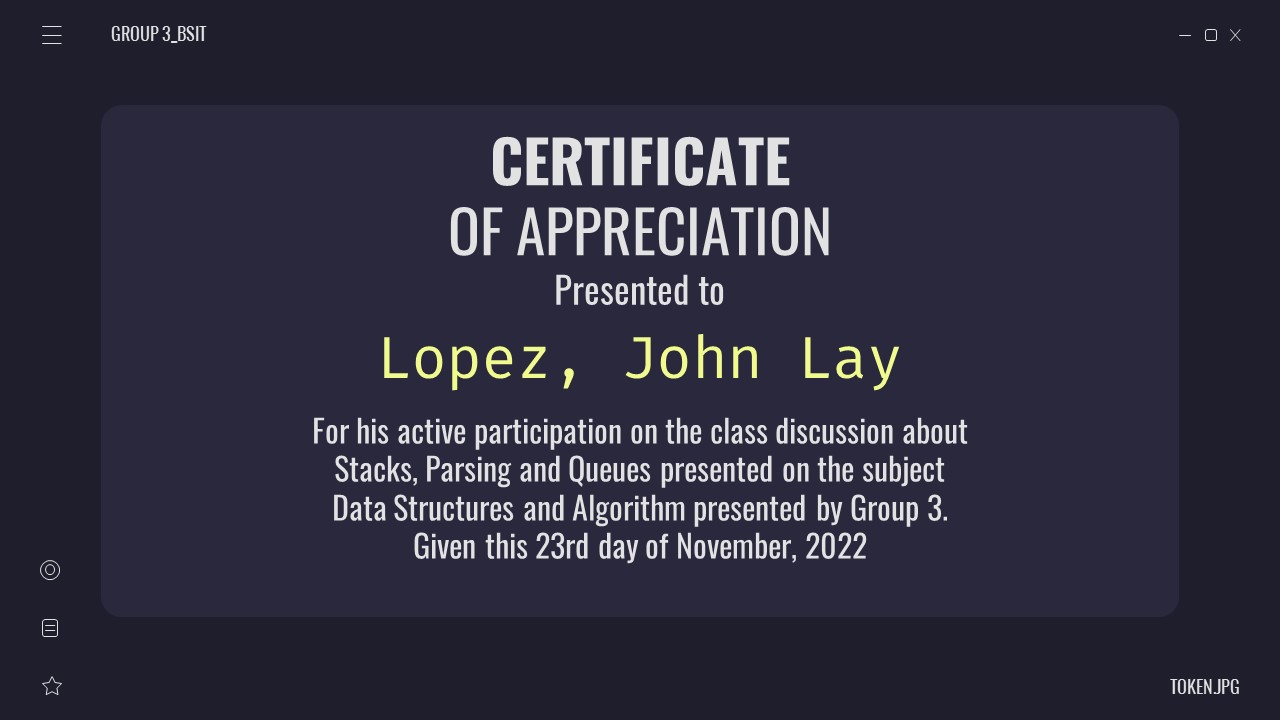 GROUP 3_BSIT
CERTIFICATE
OF APPRECIATION
Presented to
Lopez, John Lay
For his active participation on the class discussion about
Stacks, Parsing and Queues presented on the subject
Data Structures and Algorithm presented by Group 3.
Given this 23rd day of November, 2022
TOKEN.JPG